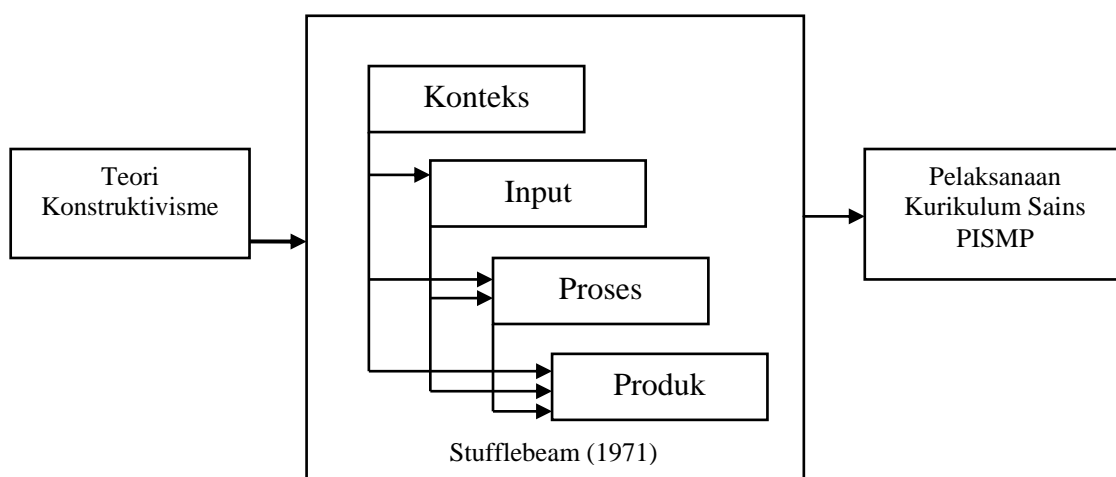 Konteks
Teori
Konstruktivisme
Input
Pelaksanaan
Kurikulum Sains
PISMP
Proses
Produk
Stufflebeam (1971)